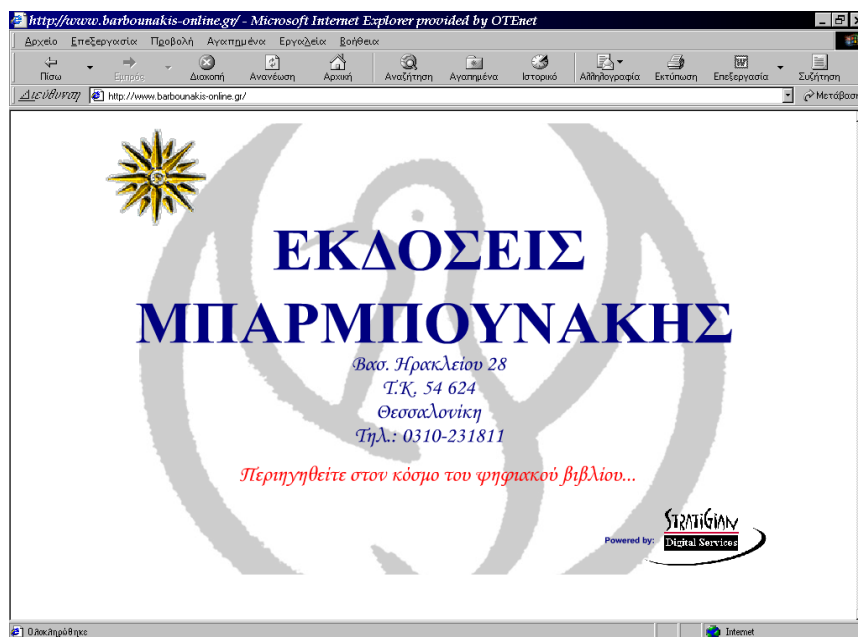 http://www.barbounakis-online.gr/ - Microsoft Internet Explorer provided by OTEnet
Αρχείο Επεξεργασία Προβολή Αγαπημένα Εργαλεία Βοήθεια
Πίσω Εμπρός Διακοπή Ανανέωση Αρχική Αναζήτηση Αγαπημένα Ιστορικό Αλληλογραφία Εκτύπωση Επεξεργασία Συζήτηση
Διεύθυνση http://www.barbounakis-online.gr/ Μετάβαση
ΕΚΔΟΣΕΙΣ
ΜΠΑΡΜΠΟΥΝΑΚΗΣ
Βασ. Ηρακλείου 28
Τ.Κ. 54 624
Θεσσαλονίκη
Τηλ.: 0310-231811
Περιηγηθείτε στον κόσμο του ψηφιακού βιβλίου...
STRATIGIAN
Powered by: Digital Services
Ολοκληρώθηκε Internet